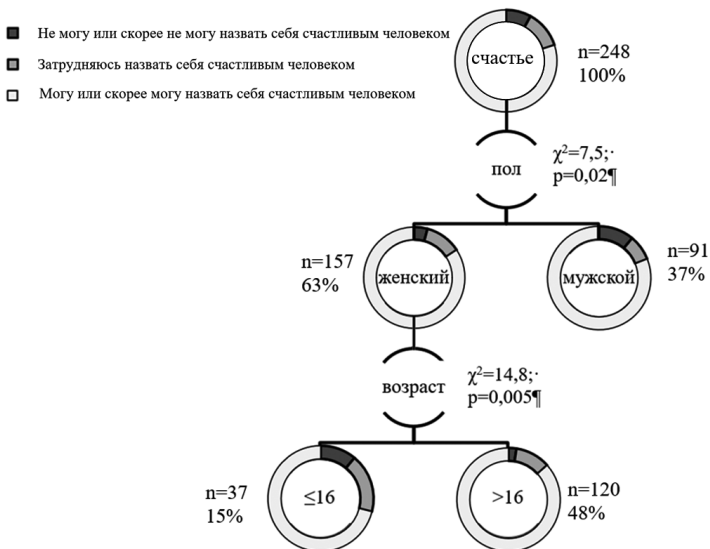 Не могу или скорее не могу назвать себя счастливым человеком
Затрудняюсь назвать себя счастливым человеком
Могу или скорее могу назвать себя счастливым человеком
счастье
n=248
100%
пол
χ²=7,5;·
p=0,02¶
n=157
63%
женский
мужской
n=91
37%
возраст
χ²=14,8;·
p=0,005¶
n=37
15%
≤16
>16
n=120
48%